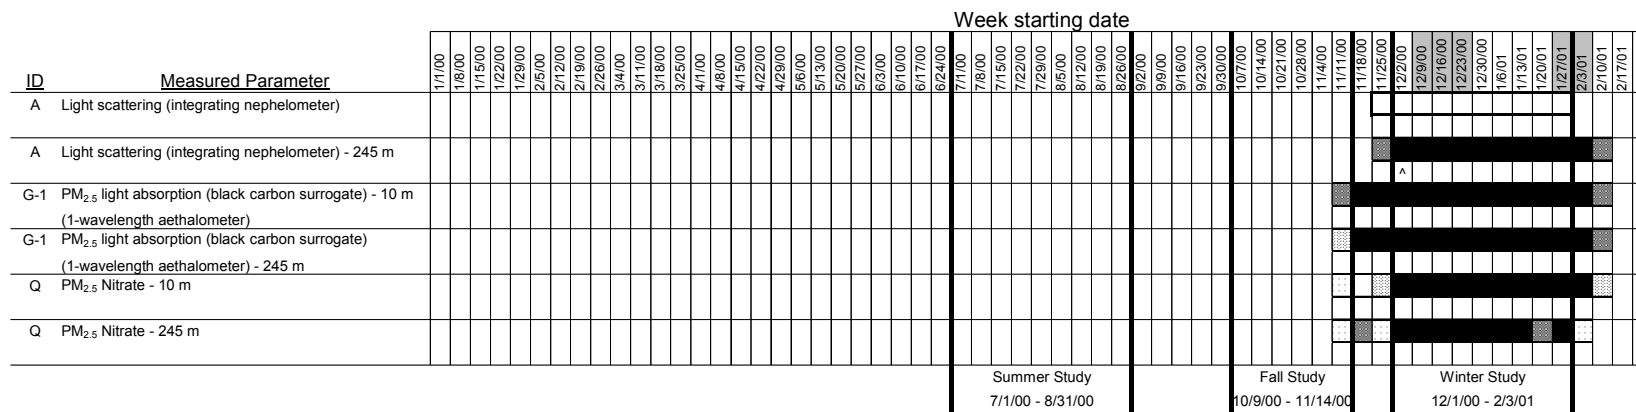 Week starting date
ID Measured Parameter 1/1/00 1/8/00 1/15/00 1/22/00 1/29/00 2/5/00 2/12/00 2/19/00 2/26/00 3/4/00 3/11/00 3/18/00 3/25/00 4/1/00 4/8/00 4/15/00 4/22/00 4/29/00 5/6/00 5/13/00 5/20/00 5/27/00 6/3/00 6/10/00 6/17/00 6/24/00 7/1/00 7/8/00 7/15/00 7/22/00 7/29/00 8/5/00 8/12/00 8/19/00 8/26/00 9/2/00 9/9/00 9/16/00 9/23/00 9/30/00 10/7/00 10/14/00 10/21/00 10/28/00 11/4/00 11/11/00 11/18/00 11/25/00 12/2/00 12/9/00 12/16/00 12/23/00 12/30/00 1/6/01 1/13/01 1/20/01 1/27/01 2/3/01 2/10/01 2/17/01
A Light scattering (integrating nephelometer)
A Light scattering (integrating nephelometer) - 245 m
^
G-1 PM2.5 light absorption (black carbon surrogate) - 10 m
(1-wavelength aethalometer)
G-1 PM2.5 light absorption (black carbon surrogate)
(1-wavelength aethalometer) - 245 m
Q PM2.5 Nitrate - 10 m
Q PM2.5 Nitrate - 245 m
Summer Study Fall Study Winter Study
7/1/00 - 8/31/00 10/9/00 - 11/14/00 12/1/00 - 2/3/01